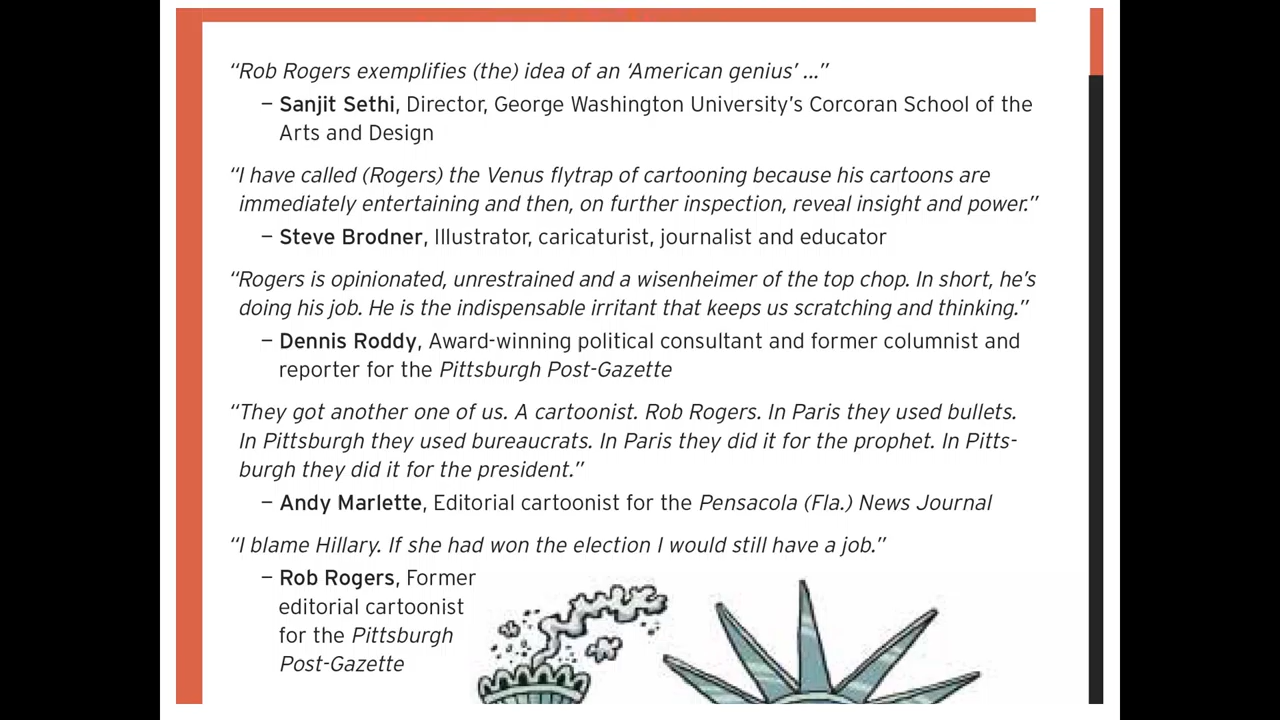 “Rob Rogers exemplifies (the) idea of an ‘American genius’ ...”
– Sanjit Sethi, Director, George Washington University’s Corcoran School of the
Arts and Design
“I have called (Rogers) the Venus flytrap of cartooning because his cartoons are
immediately entertaining and then, on further inspection, reveal insight and power.”
– Steve Brodner, Illustrator, caricaturist, journalist and educator
“Rogers is opinionated, unrestrained and a wisenheimer of the top chop. In short, he’s
doing his job. He is the indispensable irritant that keeps us scratching and thinking.”
– Dennis Roddy, Award-winning political consultant and former columnist and
reporter for the Pittsburgh Post-Gazette
“They got another one of us. A cartoonist. Rob Rogers. In Paris they used bullets.
In Pittsburgh they used bureaucrats. In Paris they did it for the prophet. In Pitts-
burgh they did it for the president.”
– Andy Marlette, Editorial cartoonist for the Pensacola (Fla.) News Journal
“I blame Hillary. If she had won the election I would still have a job.”
– Rob Rogers, Former
editorial cartoonist
for the Pittsburgh
Post-Gazette